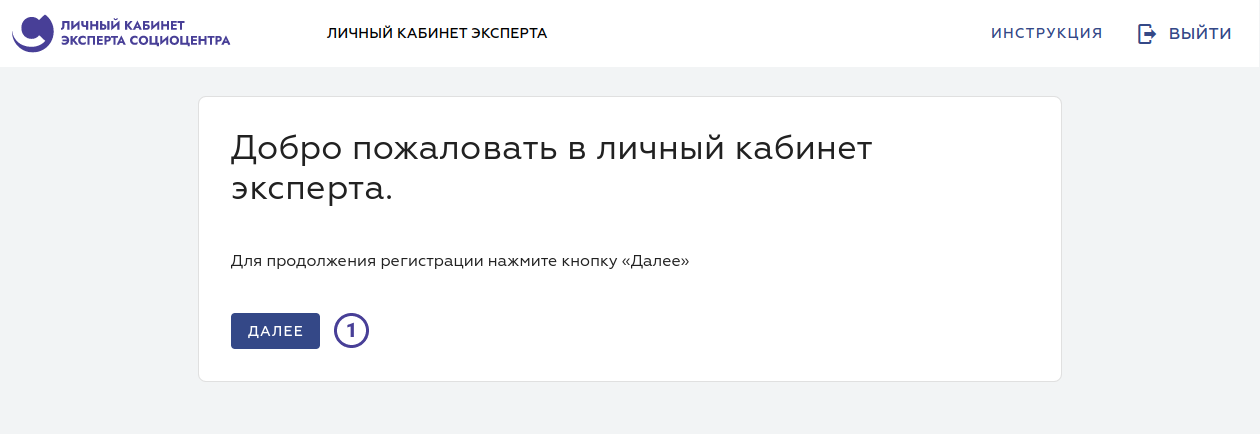 ЛИЧНЫЙ КАБИНЕТ
ЭКСПЕРТА СОЦИОЦЕНТРА
ЛИЧНЫЙ КАБИНЕТ ЭКСПЕРТА
ИНСТРУКЦИЯ
ВЫЙТИ
Добро пожаловать в личный кабинет
эксперта.
Для продолжения регистрации нажмите кнопку «Далее»
ДАЛЕЕ
1